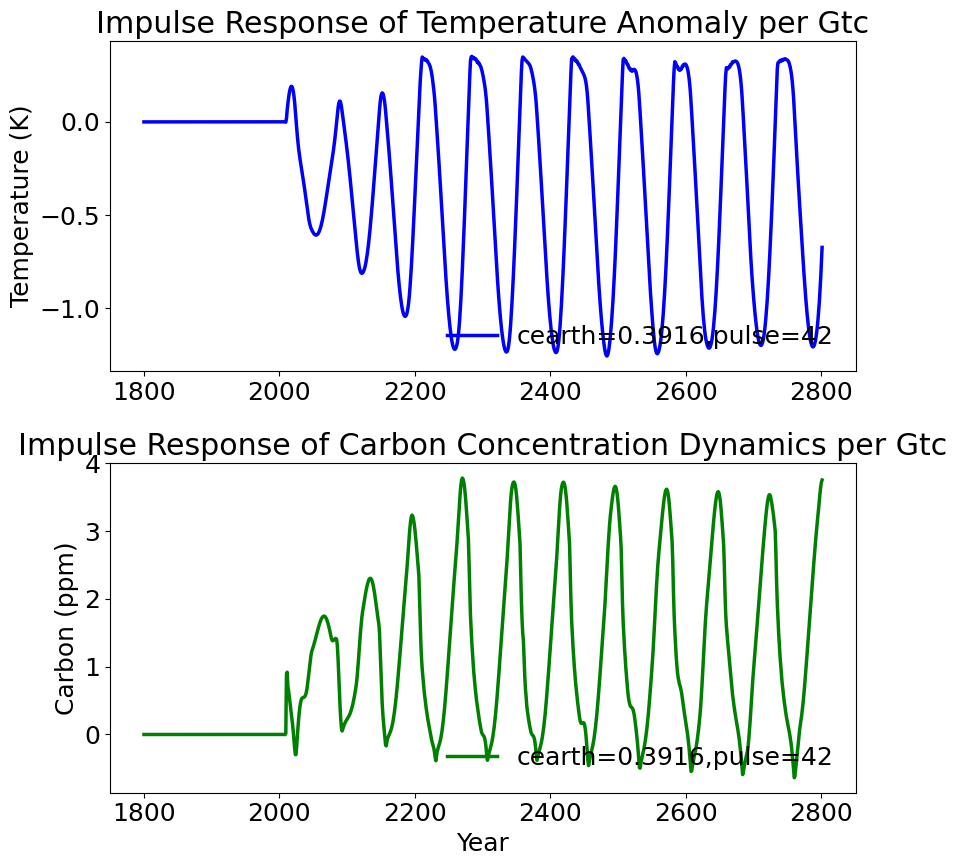 Impulse Response of Temperature Anomaly per Gtc
Temperature (K)
0.0
−0.5
−1.0
cearth=0.3916,pulse=42
1800 2000 2200 2400 2600 2800
Impulse Response of Carbon Concentration Dynamics per Gtc
Carbon (ppm)
4
3
2
1
0
cearth=0.3916,pulse=42
1800 2000 2200 2400 2600 2800
Year